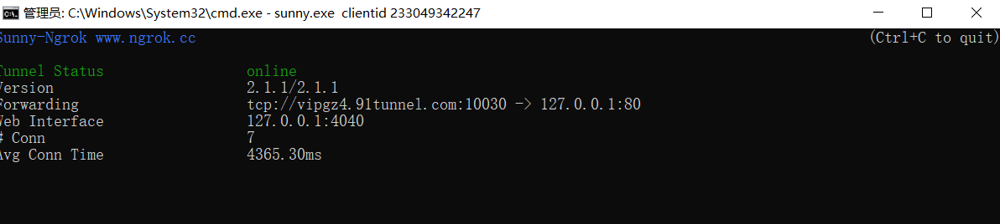 管理员: C:\Windows\System32\cmd.exe - sunny.exe  clientid 233049342247
Sunny-Ngrok www.ngrok.cc (Ctrl+C to quit)
Tunnel Status online
Version 2.1.1/2.1.1
Forwarding tcp://vipgz4.91tunnel.com:10030 -> 127.0.0.1:80
Web Interface 127.0.0.1:4040
# Conn 7
Avg Conn Time 4365.30ms